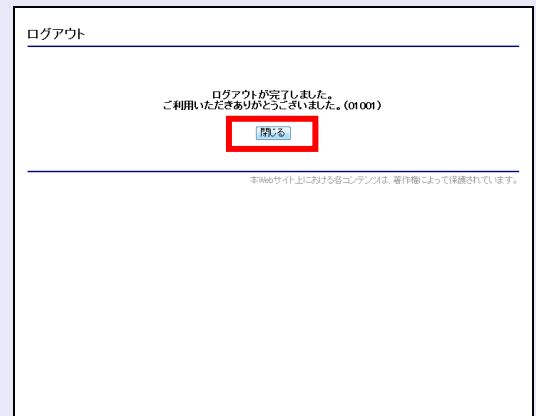 ログアウト
ログアウトが完了しました。
ご利用いただきありがとうございました。(01001)
閉じる
本Webサイト上における各コンテンツは、著作権によって保護されています。